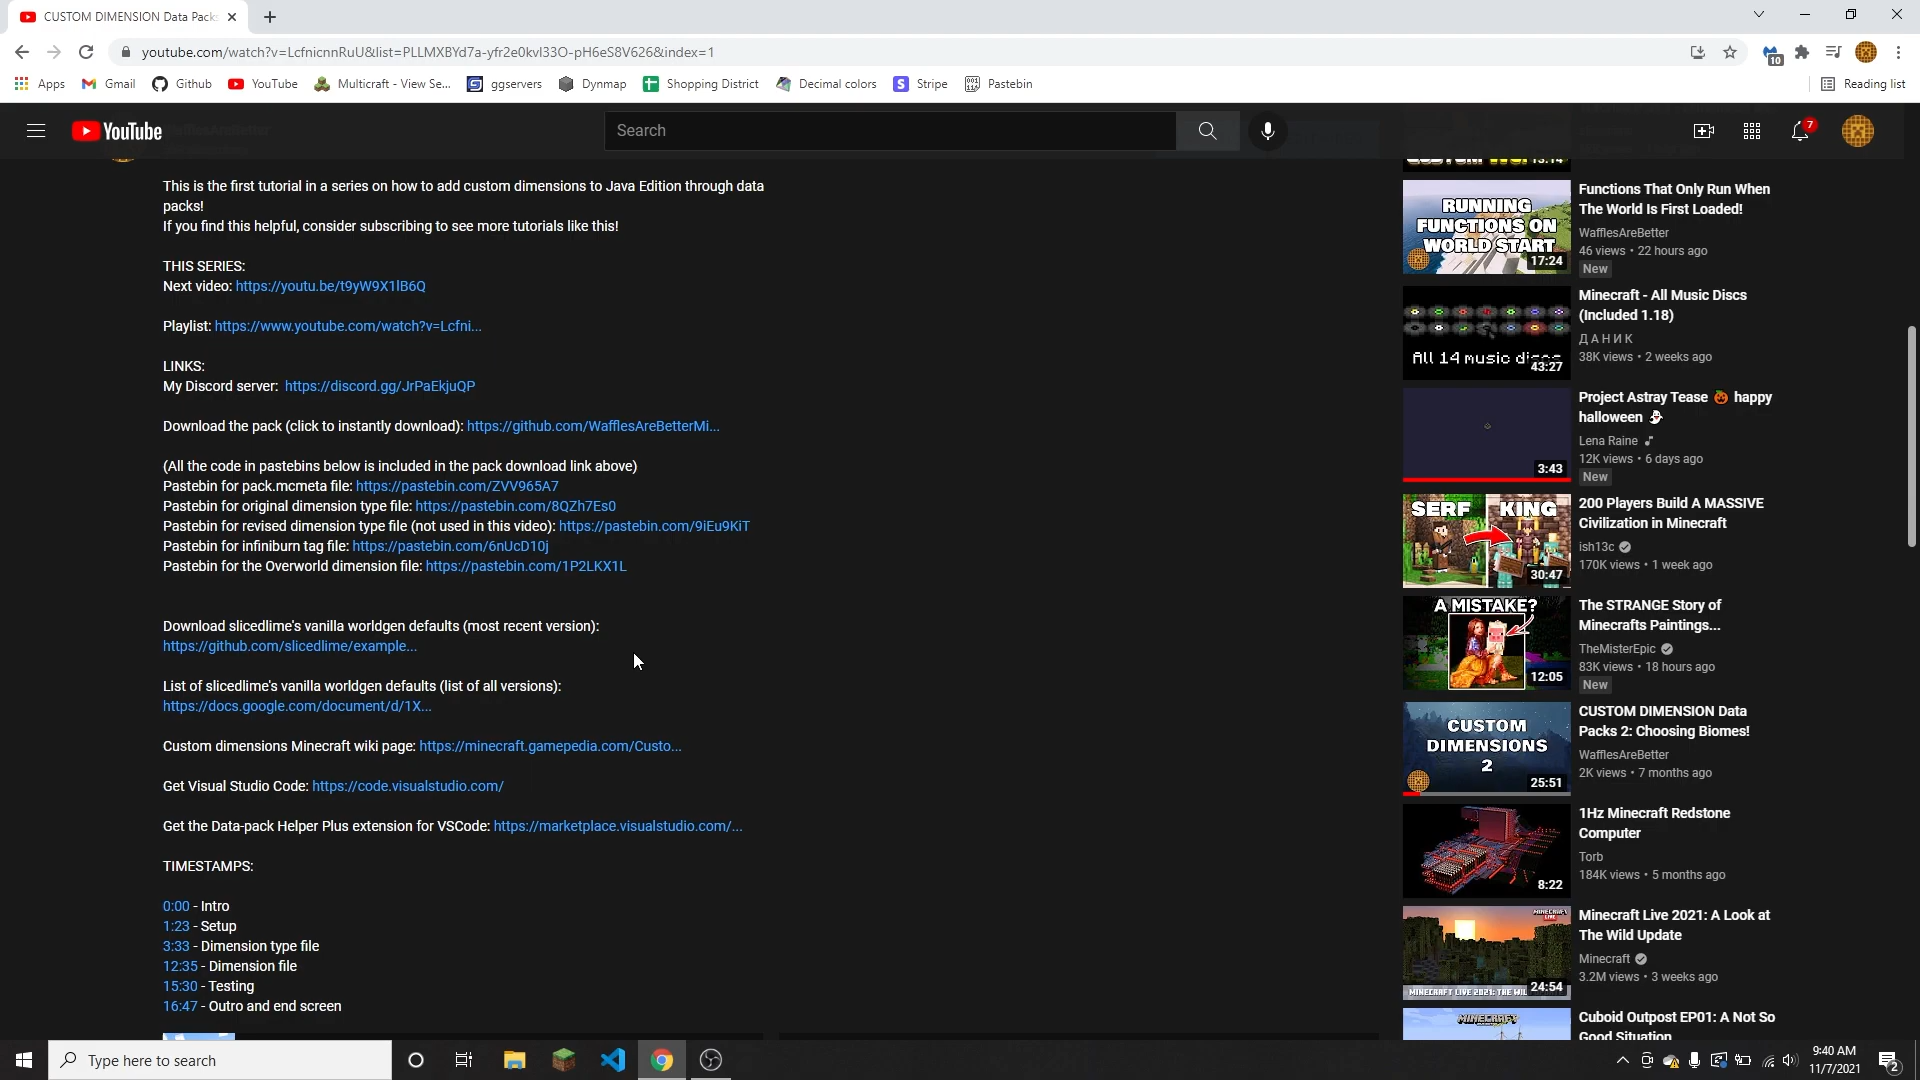 CUSTOM DIMENSION Data Packs
youtube.com/watch?v=LcfnicnnRuU&list=PLLMXBYd7a-yfr2e0kvl33O-pH6eS8V626&index=1
10
Apps
Gmail
Github
YouTube
Multicraft - View Se...
ggservers
Dynmap
Shopping District
Decimal colors
Stripe
Pastebin
Reading list
YouTube
Search
7
This is the first tutorial in a series on how to add custom dimensions to Java Edition through data
packs!
If you find this helpful, consider subscribing to see more tutorials like this!
THIS SERIES:
Next video: https://youtu.be/t9yW9X1lB6Q
Playlist: https://www.youtube.com/watch?v=Lcfni...
LINKS:
My Discord server: https://discord.gg/JrPaEkjuQP
Download the pack (click to instantly download): https://github.com/WafflesAreBetterMi...
(All the code in pastebins below is included in the pack download link above)
Pastebin for pack.mcmeta file: https://pastebin.com/ZVV965A7
Pastebin for original dimension type file: https://pastebin.com/8QZh7Es0
Pastebin for revised dimension type file (not used in this video): https://pastebin.com/9iEu9KiT
Pastebin for infiniburn tag file: https://pastebin.com/6nUcD10j
Pastebin for the Overworld dimension file: https://pastebin.com/1P2LKX1L
Download slicedlime's vanilla worldgen defaults (most recent version):
https://github.com/slicedlime/example...
List of slicedlime's vanilla worldgen defaults (list of all versions):
https://docs.google.com/document/d/1X...
Custom dimensions Minecraft wiki page: https://minecraft.gamepedia.com/Custo...
Get Visual Studio Code: https://code.visualstudio.com/
Get the Data-pack Helper Plus extension for VSCode: https://marketplace.visualstudio.com/...
TIMESTAMPS:
0:00 - Intro
1:23 - Setup
3:33 - Dimension type file
12:35 - Dimension file
15:30 - Testing
16:47 - Outro and end screen
13:14
RUNNING
FUNCTIONS ON
WORLD START
17:24
Functions That Only Run When
The World Is First Loaded!
WafflesAreBetter
46 views • 22 hours ago
New
All 14 music discs
43:27
Minecraft - All Music Discs
(Included 1.18)
Д А Н И К
38K views • 2 weeks ago
3:43
Project Astray Tease 🎃 happy
halloween 👻
Lena Raine
12K views • 6 days ago
New
SERF KING
30:47
200 Players Build A MASSIVE
Civilization in Minecraft
ish13c
170K views • 1 week ago
A MISTAKE?
12:05
The STRANGE Story of
Minecrafts Paintings...
TheMisterEpic
83K views • 18 hours ago
New
CUSTOM
DIMENSIONS
2
25:51
CUSTOM DIMENSION Data
Packs 2: Choosing Biomes!
WafflesAreBetter
2K views • 7 months ago
8:22
1Hz Minecraft Redstone
Computer
Torb
184K views • 5 months ago
MINECRAFT
LIVE
MINECRAFT LIVE 2021: THE WIL
24:54
Minecraft Live 2021: A Look at
The Wild Update
Minecraft
3.2M views • 3 weeks ago
MINECRAFT
Cuboid Outpost EP01: A Not So
Good Situation
Type here to search
9:40 AM
11/7/2021
2